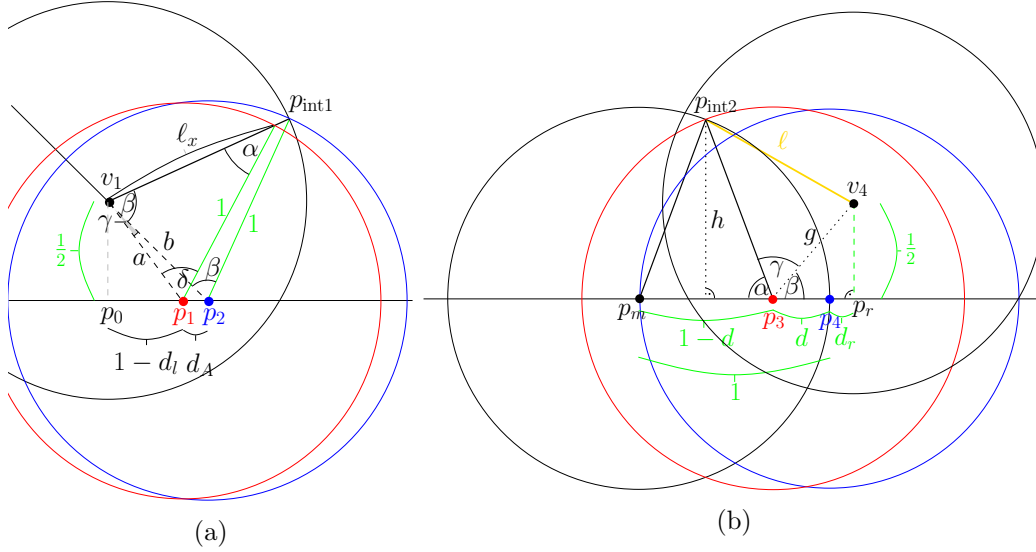 p_int1
ℓ_x
α
v_1
β
γ
1
1
1/2
b
a
δ
β
p_0
p_1
p_2
1 − d_l
d_A
(a)
p_int2
ℓ
v_4
h
g
1/2
γ
α
β
p_m
p_3
p_4
p_r
1 − d
d
d_r
1
(b)